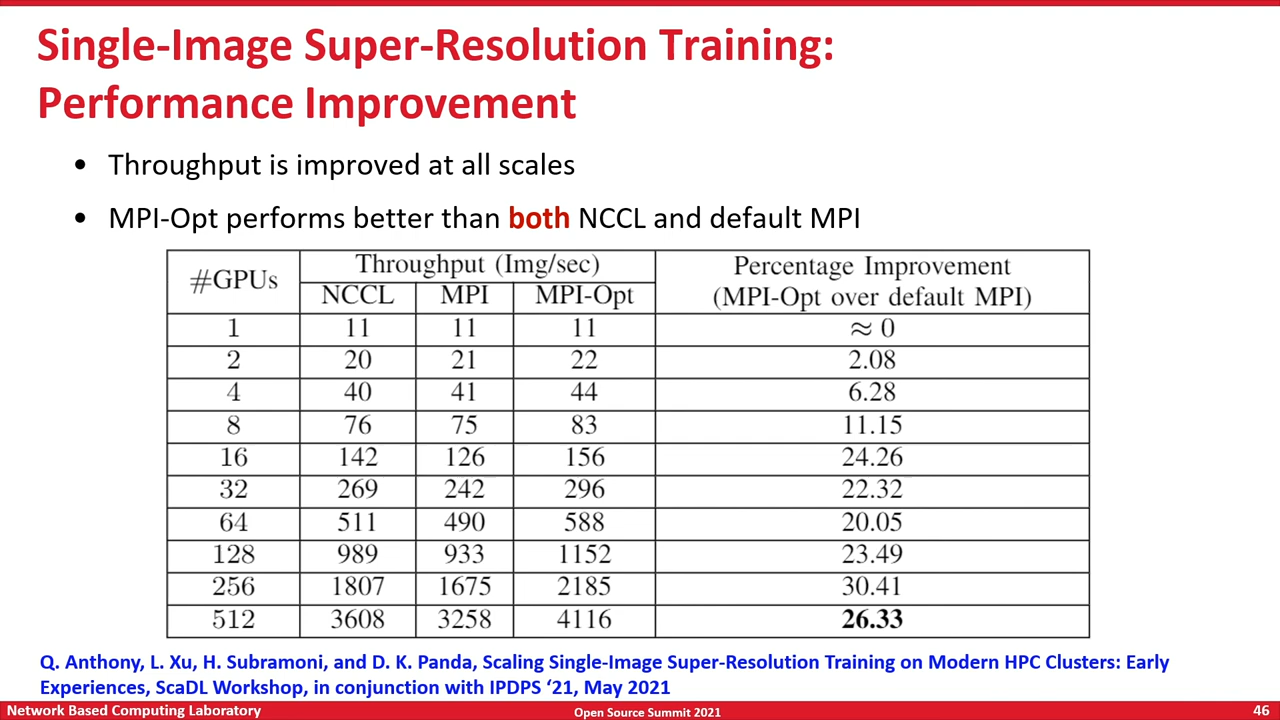 Single-Image Super-Resolution Training:
Performance Improvement
• Throughput is improved at all scales
• MPI-Opt performs better than both NCCL and default MPI
#GPUs Throughput (Img/sec) Percentage Improvement
NCCL MPI MPI-Opt (MPI-Opt over default MPI)
1 11 11 11 ≈ 0
2 20 21 22 2.08
4 40 41 44 6.28
8 76 75 83 11.15
16 142 126 156 24.26
32 269 242 296 22.32
64 511 490 588 20.05
128 989 933 1152 23.49
256 1807 1675 2185 30.41
512 3608 3258 4116 26.33
Q. Anthony, L. Xu, H. Subramoni, and D. K. Panda, Scaling Single-Image Super-Resolution Training on Modern HPC Clusters: Early
Experiences, ScaDL Workshop, in conjunction with IPDPS ‘21, May 2021
Network Based Computing Laboratory Open Source Summit 2021 46